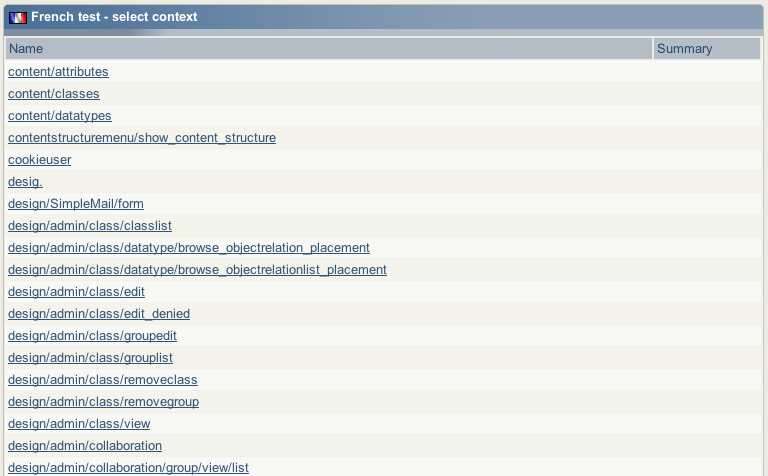 French test - select context
Name Summary
content/attributes
content/classes
content/datatypes
contentstructuremenu/show_content_structure
cookieuser
desig.
design/SimpleMail/form
design/admin/class/classlist
design/admin/class/datatype/browse_objectrelation_placement
design/admin/class/datatype/browse_objectrelationlist_placement
design/admin/class/edit
design/admin/class/edit_denied
design/admin/class/groupedit
design/admin/class/grouplist
design/admin/class/removeclass
design/admin/class/removegroup
design/admin/class/view
design/admin/collaboration
design/admin/collaboration/group/view/list